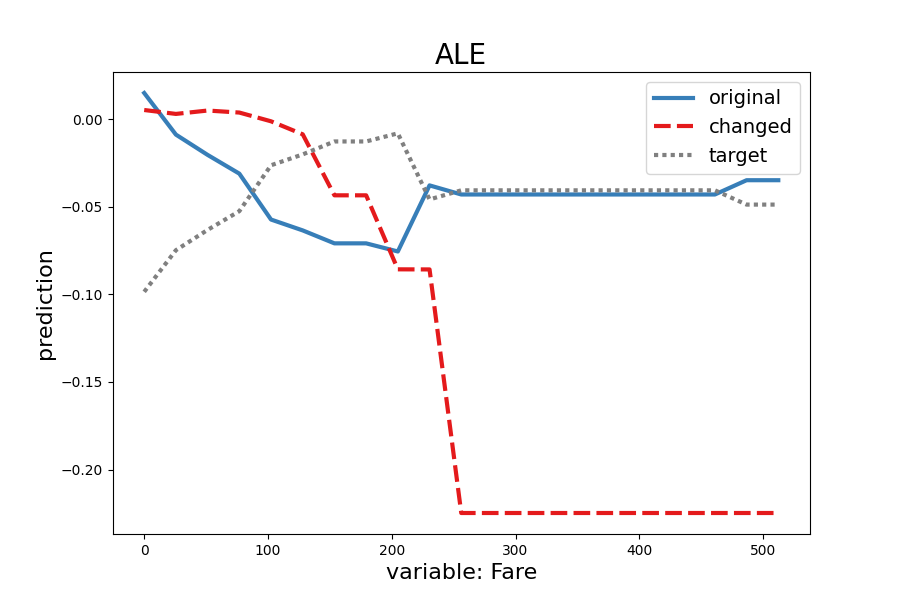 ALE
original
changed
target
prediction
0.00
−0.05
−0.10
−0.15
−0.20
0 100 200 300 400 500
variable: Fare